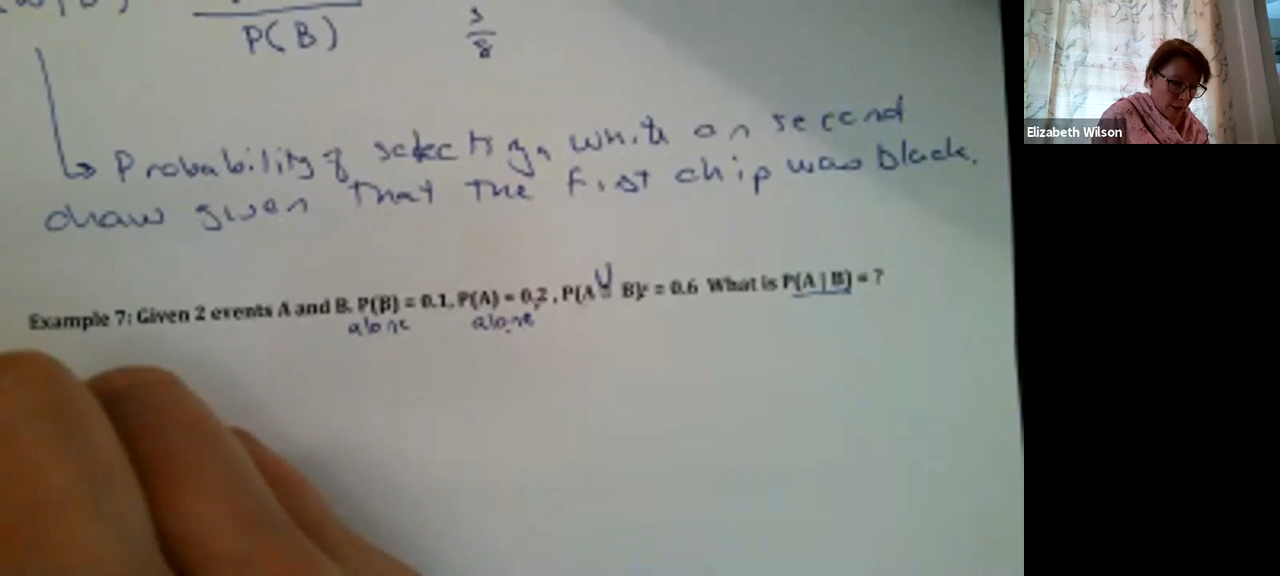 P(B)
3
8
Probability of selecting white on second
draw given that the first chip was black.
Example 7: Given 2 events A and B. P(B) = 0.1, P(A) = 0.2, P(A ∪ B)ᶜ = 0.6 What is P(A | B) = ?
alone alone
Elizabeth Wilson